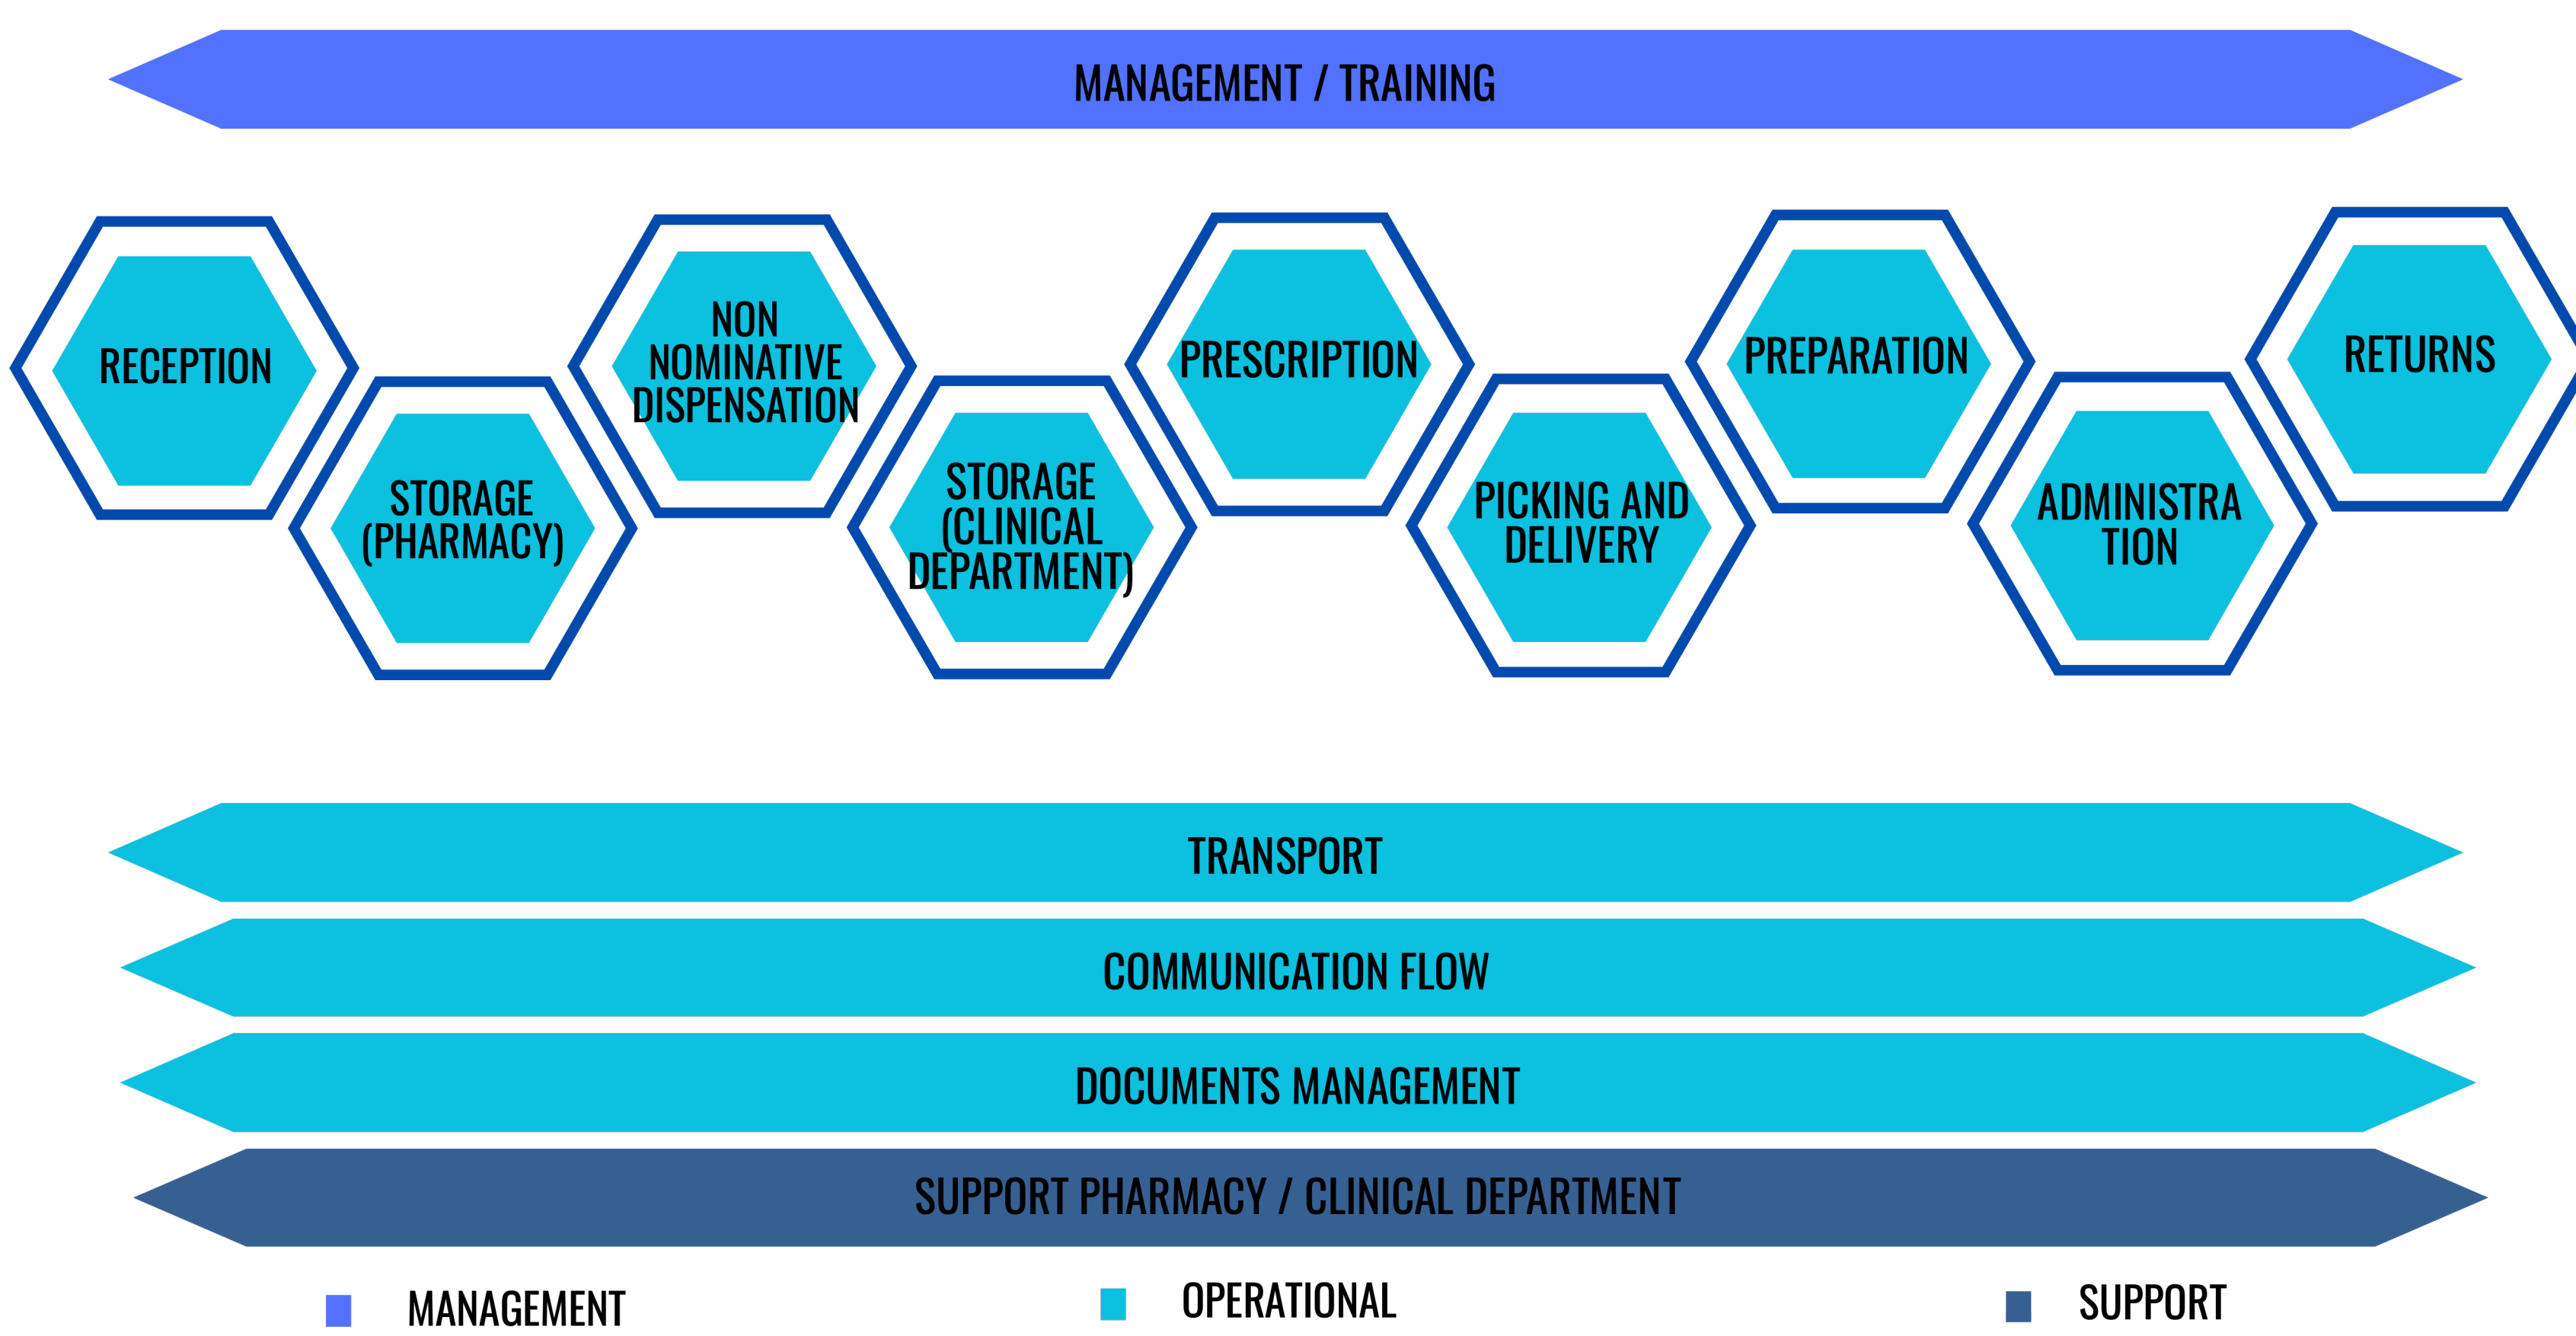 MANAGEMENT / TRAINING
RECEPTION
STORAGE
(PHARMACY)
NON
NOMINATIVE
DISPENSATION
STORAGE
(CLINICAL
DEPARTMENT)
PRESCRIPTION
PICKING AND
DELIVERY
PREPARATION
ADMINISTRA
TION
RETURNS
TRANSPORT
COMMUNICATION FLOW
DOCUMENTS MANAGEMENT
SUPPORT PHARMACY / CLINICAL DEPARTMENT
MANAGEMENT
OPERATIONAL
SUPPORT